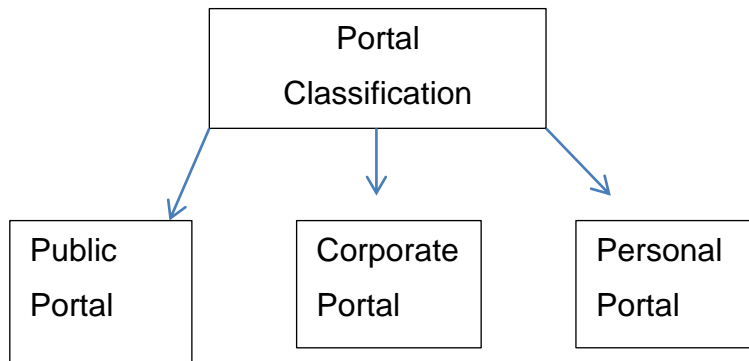 Portal
Classification
Public
Portal
Corporate
Portal
Personal
Portal